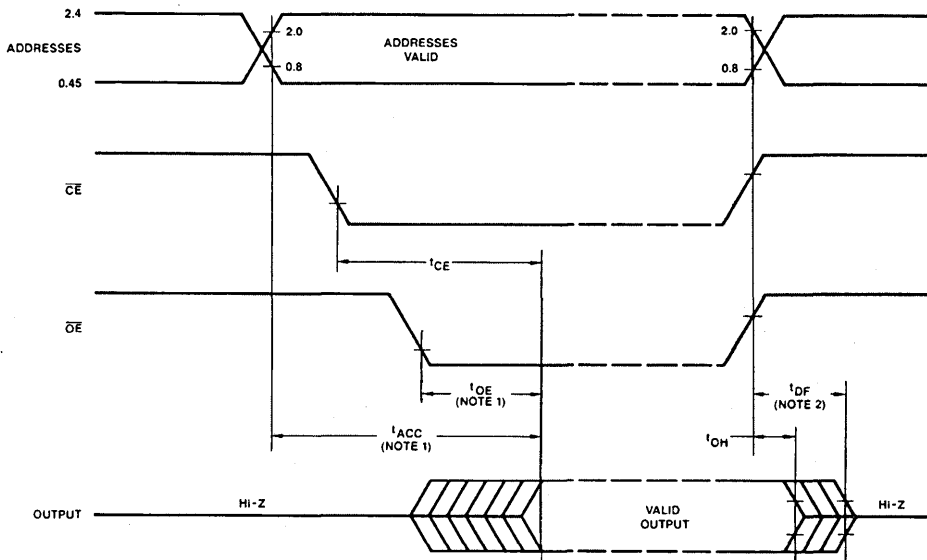 2.4
ADDRESSES
0.45
2.0
0.8
ADDRESSES
VALID
2.0
0.8
CE
tCE
OE
tOE
(NOTE 1)
tACC
(NOTE 1)
tDF
(NOTE 2)
tOH
OUTPUT
Hi-Z
VALID
OUTPUT
Hi-Z